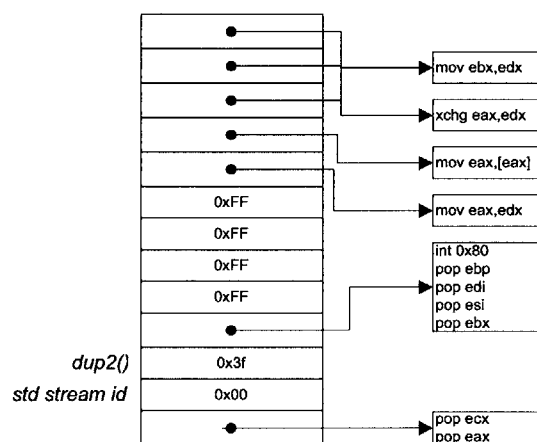 mov ebx,edx
xchg eax,edx
mov eax,[eax]
mov eax,edx
0xFF
0xFF
0xFF
0xFF
int 0x80
pop ebp
pop edi
pop esi
pop ebx
dup2() 0x3f
std stream id 0x00
pop ecx
pop eax